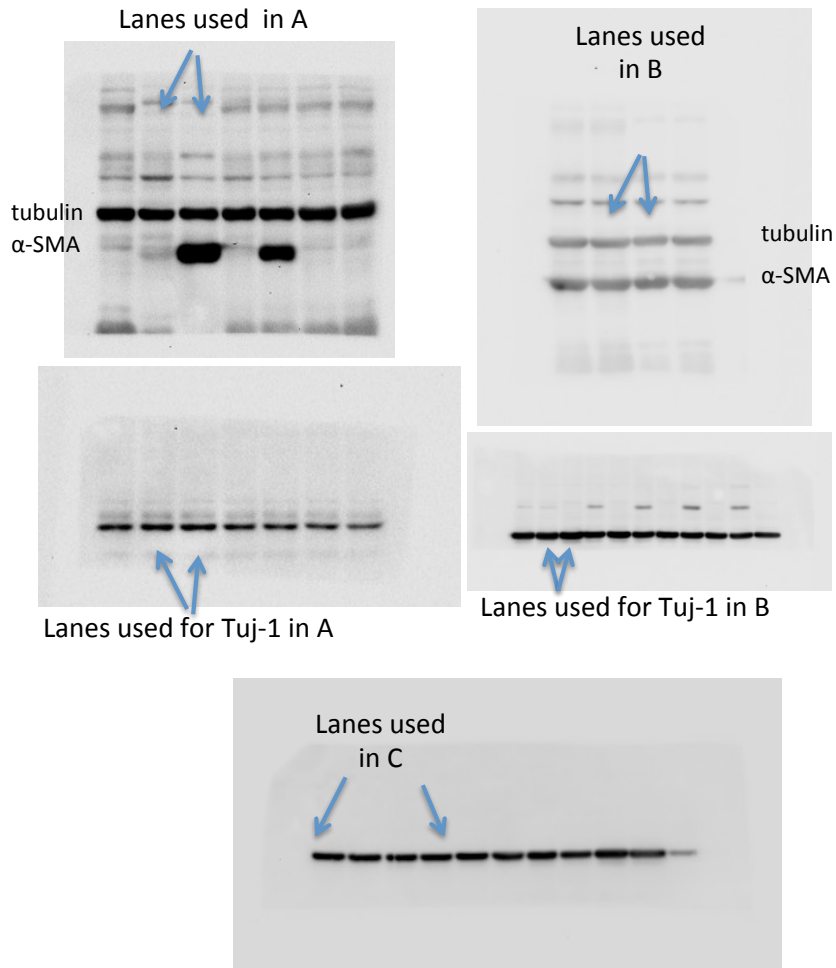 Lanes used in A
Lanes used
in B
tubulin
α-SMA
tubulin
α-SMA
Lanes used for Tuj-1 in A
Lanes used for Tuj-1 in B
Lanes used
in C